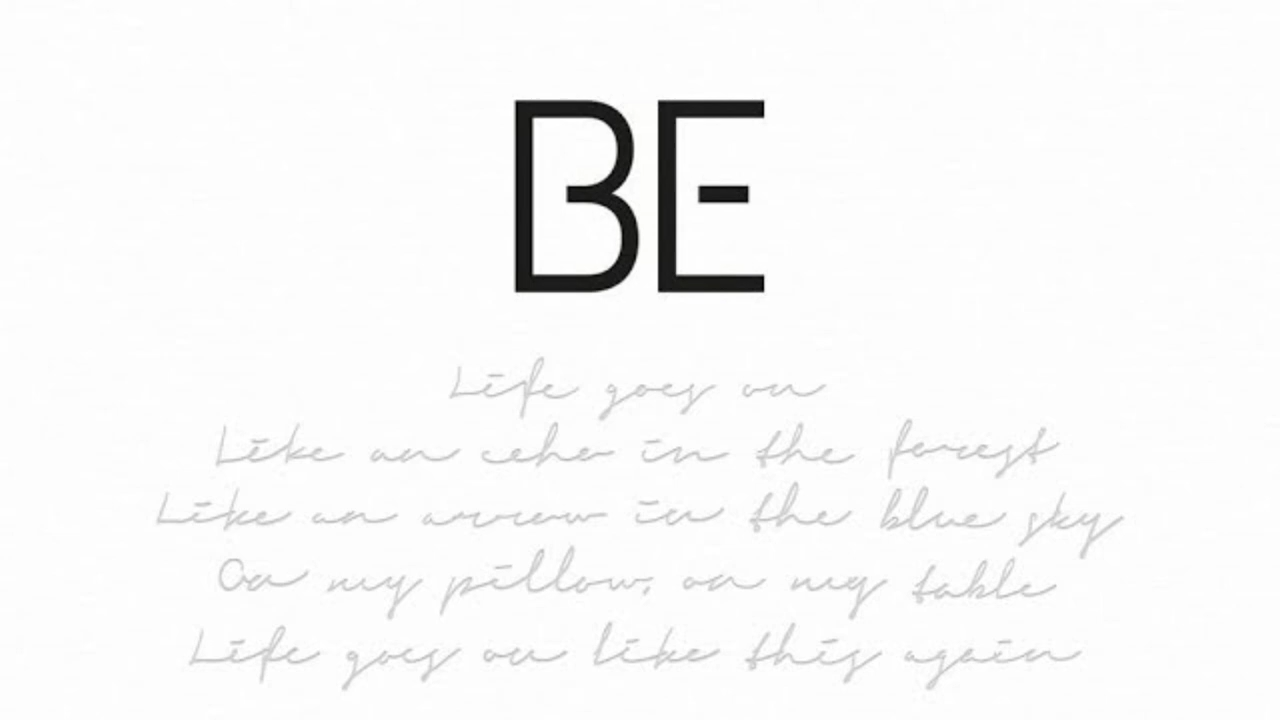 BE
Life goes on
Like an echo in the forest
Like an arrow in the blue sky
On my pillow, on my table
Life goes on like this again